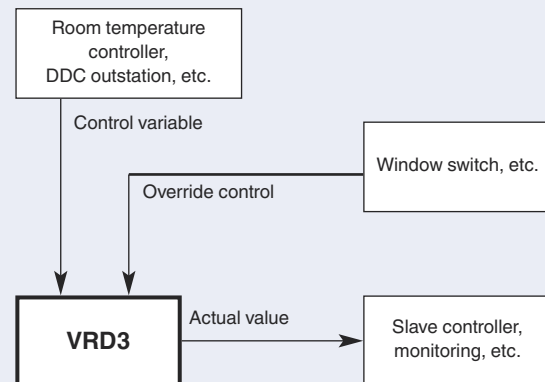 Room temperature
controller,
DDC outstation, etc.
Control variable
Window switch, etc.
Override control
Actual value
VRD3
Slave controller,
monitoring, etc.